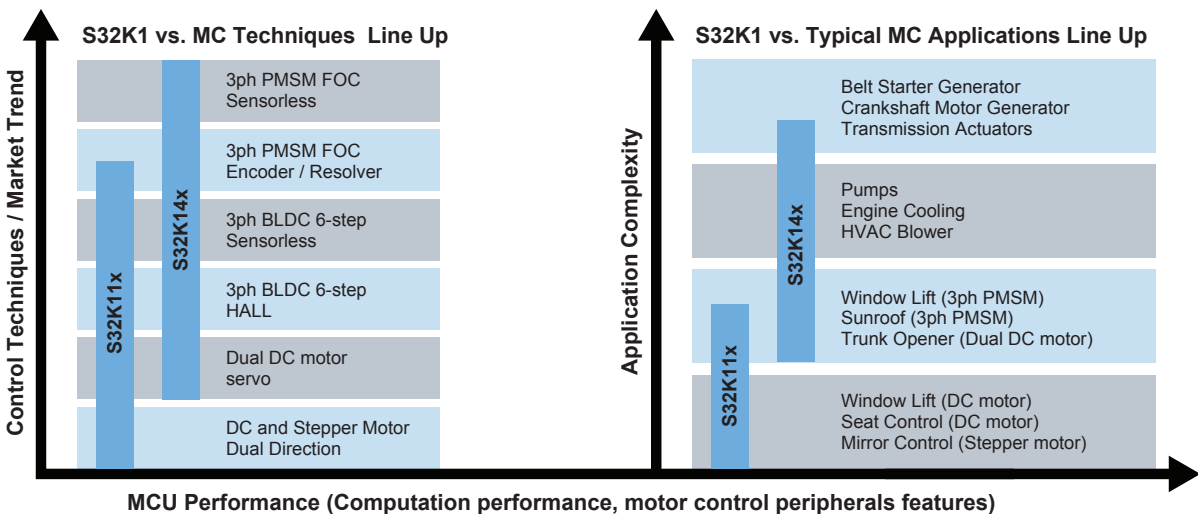 S32K1 vs. MC Techniques Line Up
Control Techniques / Market Trend
3ph PMSM FOC
Sensorless
3ph PMSM FOC
Encoder / Resolver
3ph BLDC 6-step
Sensorless
3ph BLDC 6-step
HALL
Dual DC motor
servo
DC and Stepper Motor
Dual Direction
S32K11x
S32K14x
S32K1 vs. Typical MC Applications Line Up
Application Complexity
Belt Starter Generator
Crankshaft Motor Generator
Transmission Actuators
Pumps
Engine Cooling
HVAC Blower
Window Lift (3ph PMSM)
Sunroof (3ph PMSM)
Trunk Opener (Dual DC motor)
Window Lift (DC motor)
Seat Control (DC motor)
Mirror Control (Stepper motor)
S32K11x
S32K14x
MCU Performance (Computation performance, motor control peripherals features)